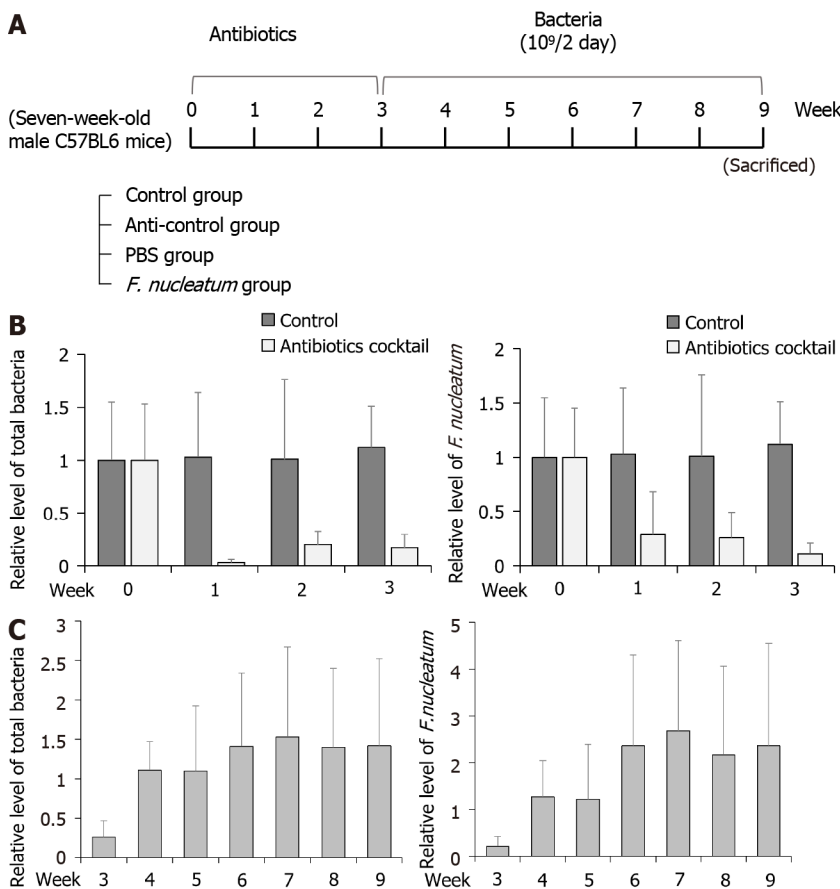 A
Antibiotics
Bacteria
(10⁹/2 day)
0 1 2 3 4 5 6 7 8 9 Week
(Seven-week-old
male C57BL6 mice)
(Sacrificed)
Control group
Anti-control group
PBS group
F. nucleatum group
B
Control
Antibiotics cocktail
Relative level of total bacteria
2
1.5
1
0.5
0
Week 0 1 2 3
Control
Antibiotics cocktail
Relative level of F. nucleatum
2
1.5
1
0.5
0
Week 0 1 2 3
C
Relative level of total bacteria
3
2.5
2
1.5
1
0.5
0
Week 3 4 5 6 7 8 9
Relative level of F.nucleatum
5
4
3
2
1
0
Week 3 4 5 6 7 8 9